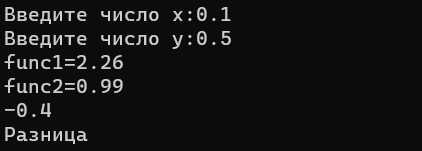 Введите число x:0.1
Введите число y:0.5
func1=2.26
func2=0.99
-0.4
Разница